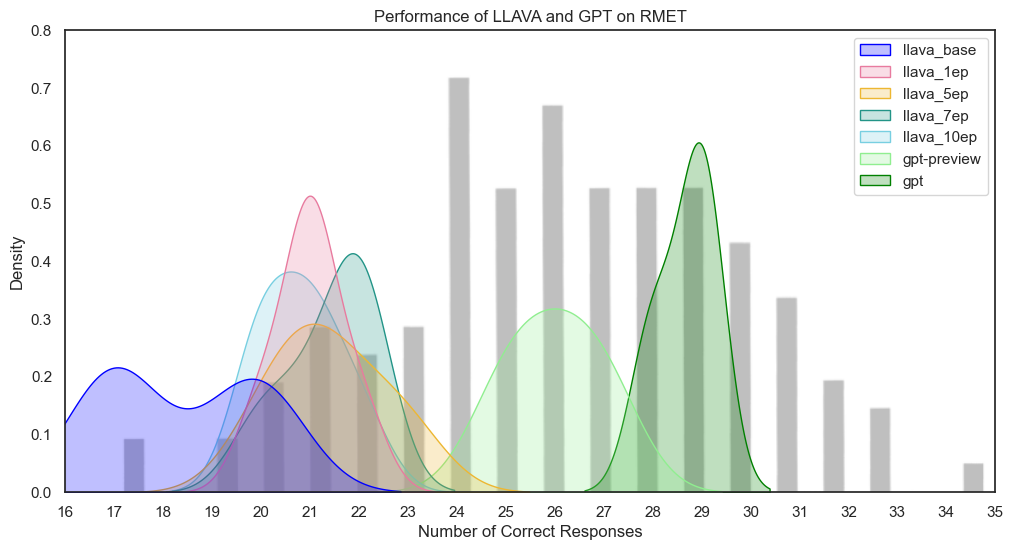 Performance of LLAVA and GPT on RMET
0.8
0.7
0.6
0.5
0.4
0.3
0.2
0.1
0.0
Density
llava_base
llava_1ep
llava_5ep
llava_7ep
llava_10ep
gpt-preview
gpt
16 17 18 19 20 21 22 23 24 25 26 27 28 29 30 31 32 33 34 35
Number of Correct Responses